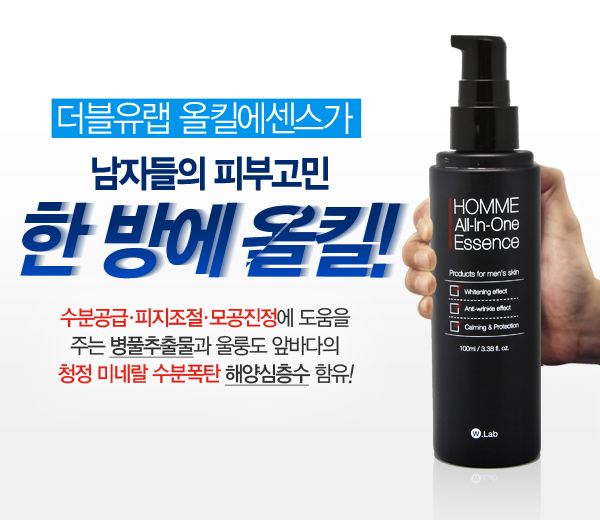 더블유랩 올킬에센스가
남자들의 피부고민
한 방에 올킬!
수분공급·피지조절·모공진정에 도움을
주는 병풀추출물과 울릉도 앞바다의
청정 미네랄 수분폭탄 해양심층수 함유!
HOMME
All-In-One
Essence
Products for men's skin
Whitening effect
Anti-wrinkle effect
Calming & Protection
100ml / 3.38 fl. oz.
W.Lab